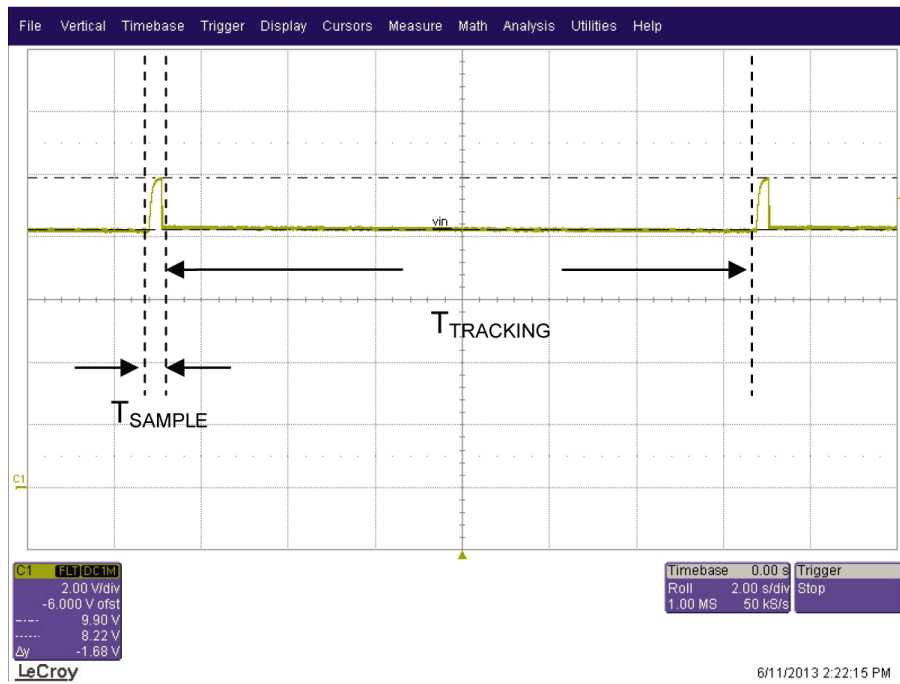 File Vertical Timebase Trigger Display Cursors Measure Math Analysis Utilities Help
vin
TTRACKING
TSAMPLE
C1
C1 FLT DC1M
2.00 V/div
-6.000 V ofst
9.90 V
8.22 V
Δy -1.68 V
Timebase 0.00 s
Roll 2.00 s/div
1.00 MS 50 kS/s
Trigger
Stop
LeCroy
6/11/2013 2:22:15 PM